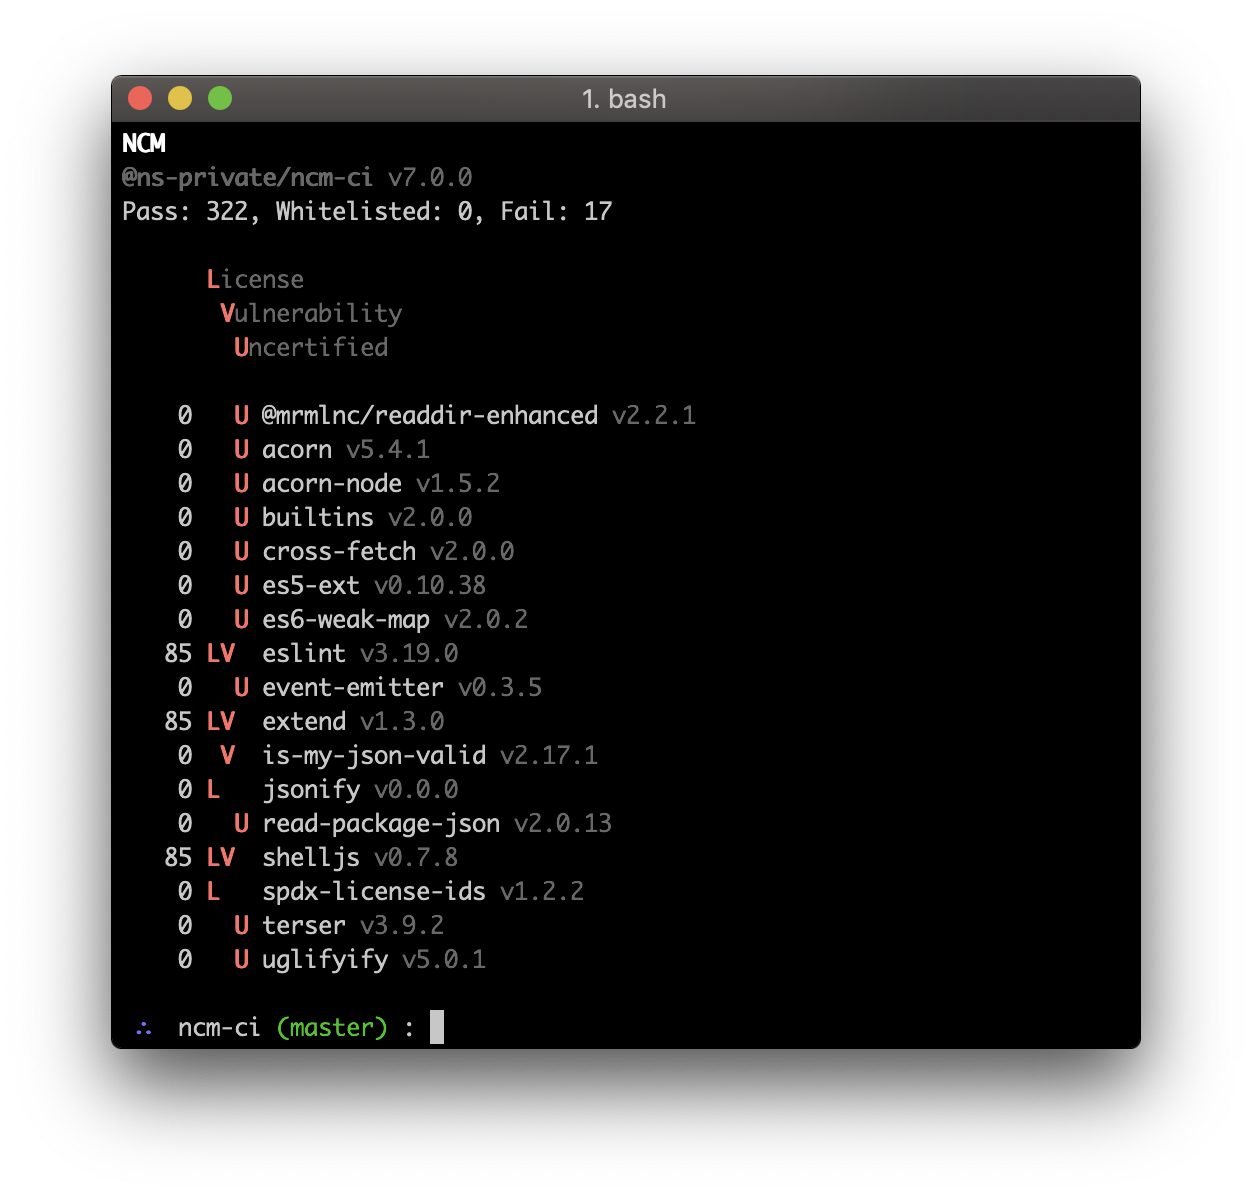 1. bash
NCM
@ns-private/ncm-ci v7.0.0
Pass: 322, Whitelisted: 0, Fail: 17
License
Vulnerability
Uncertified
0 U @mrmlnc/readdir-enhanced v2.2.1
0 U acorn v5.4.1
0 U acorn-node v1.5.2
0 U builtins v2.0.0
0 U cross-fetch v2.0.0
0 U es5-ext v0.10.38
0 U es6-weak-map v2.0.2
85 LV eslint v3.19.0
0 U event-emitter v0.3.5
85 LV extend v1.3.0
0 V is-my-json-valid v2.17.1
0 L jsonify v0.0.0
0 U read-package-json v2.0.13
85 LV shelljs v0.7.8
0 L spdx-license-ids v1.2.2
0 U terser v3.9.2
0 U uglifyify v5.0.1
∴ ncm-ci (master) :